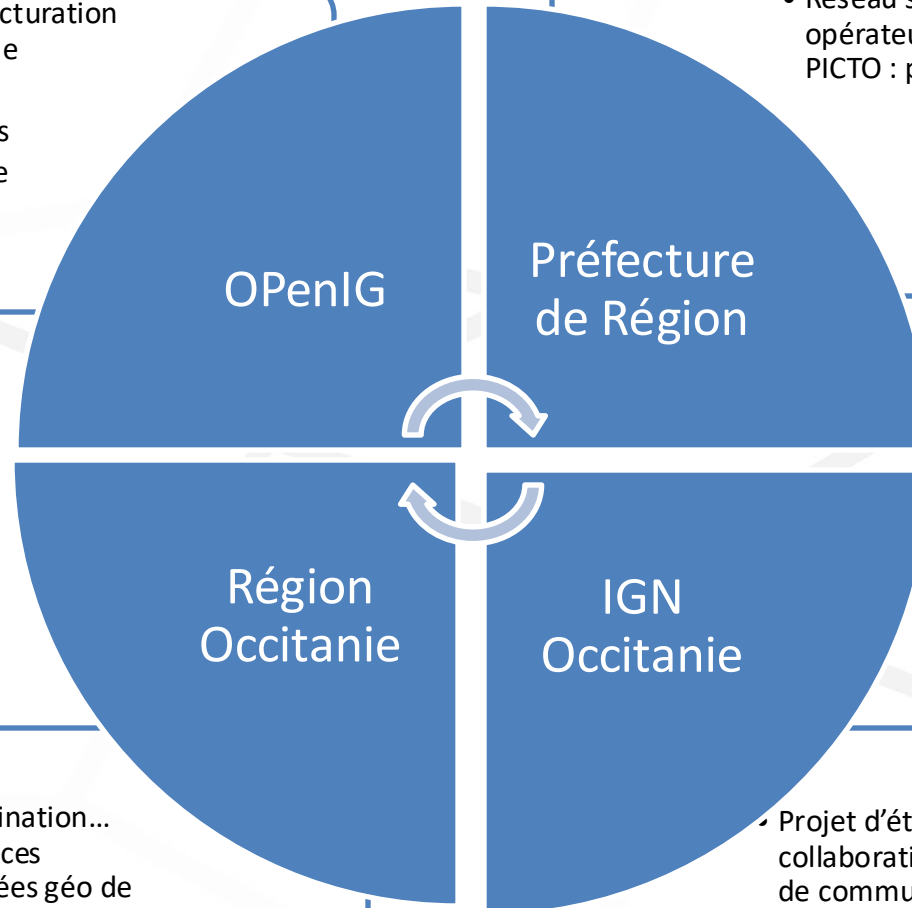 cturation
e
s
e
opérateu
PICTO : p
OPenIG
Préfecture
de Région
Région
Occitanie
IGN
Occitanie
ination...
ces
ées géo de
• Projet d'ét
collaborati
de commu